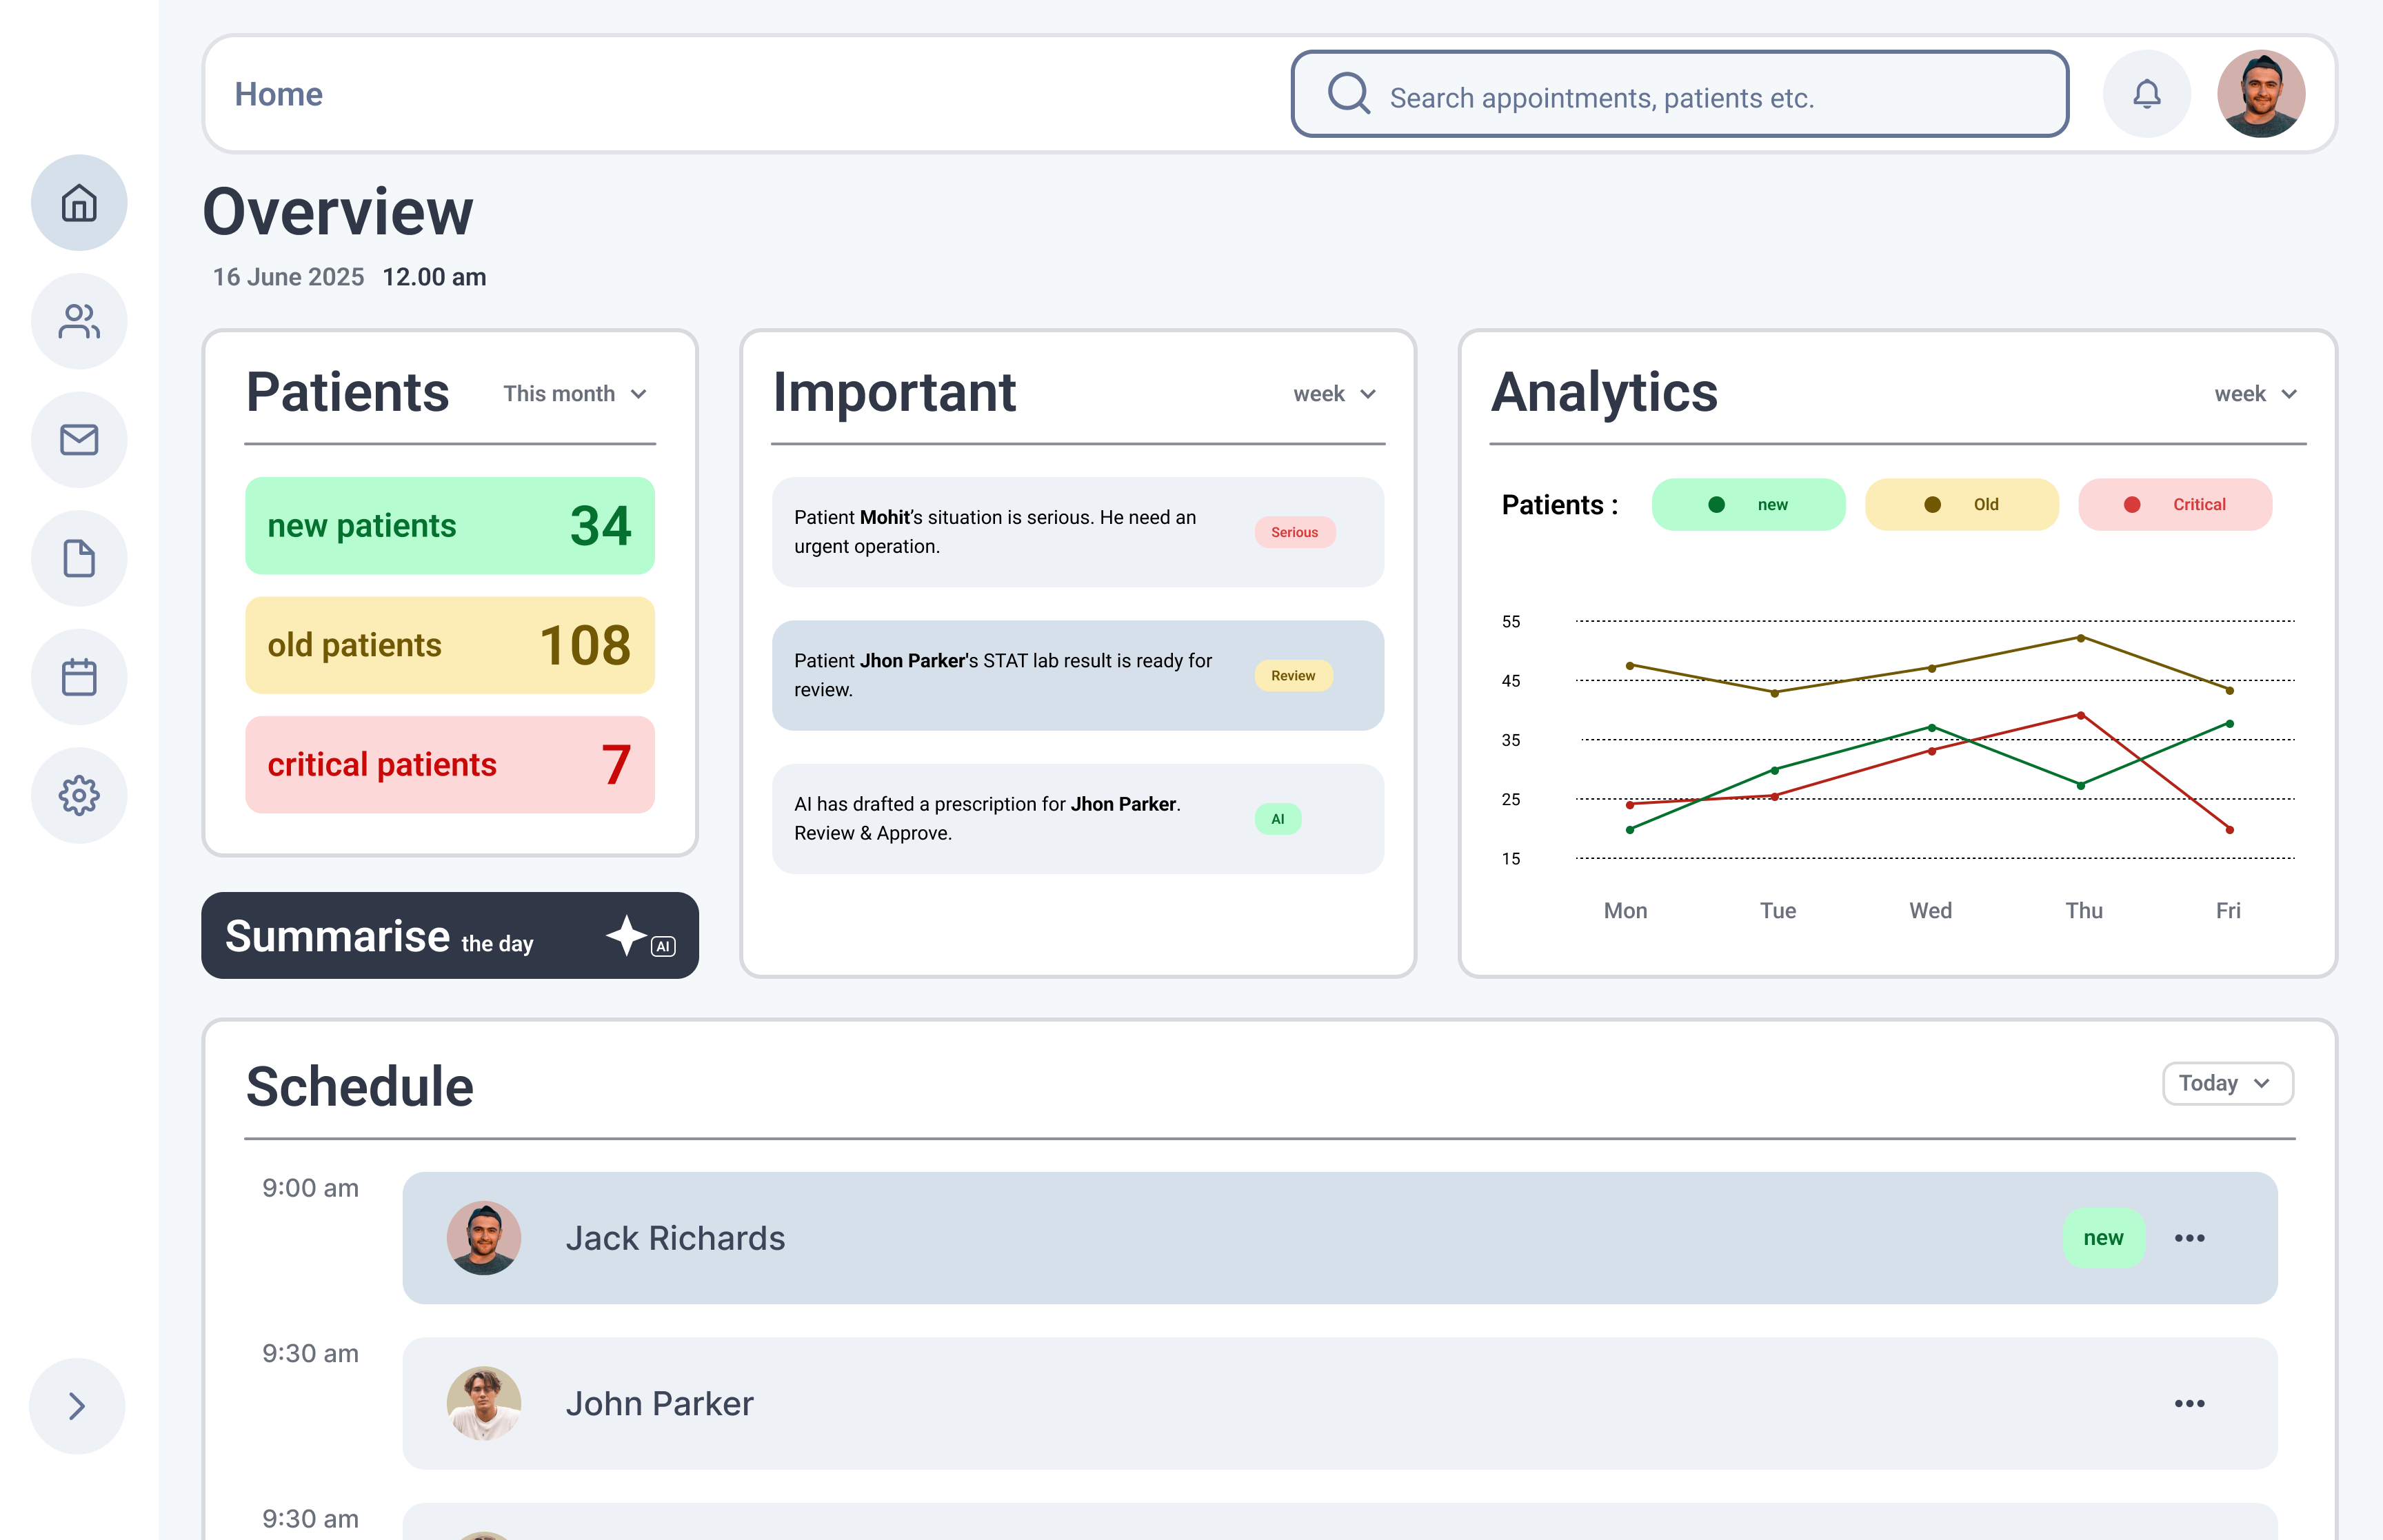 Home
Search appointments, patients etc.
Overview
16 June 2025 12.00 am
Patients
This month
new patients 34
old patients 108
critical patients 7
Summarise the day
AI
Important
week
Patient Mohit’s situation is serious. He need an
urgent operation.
Serious
Patient Jhon Parker's STAT lab result is ready for
review.
Review
AI has drafted a prescription for Jhon Parker.
Review & Approve.
AI
Analytics
week
Patients :
new
Old
Critical
55
45
35
25
15
Mon Tue Wed Thu Fri
Schedule
Today
9:00 am
Jack Richards
new
9:30 am
John Parker
9:30 am